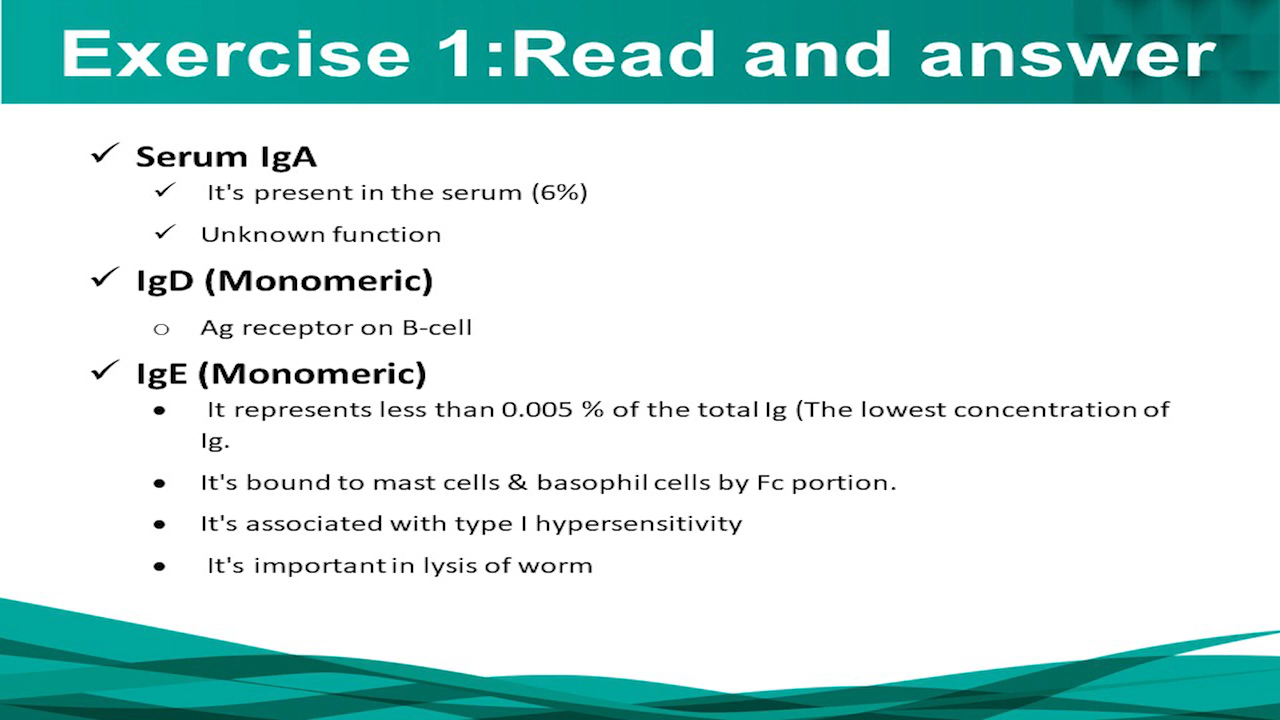 Exercise 1:Read and answer
✓ Serum IgA
✓ It's present in the serum (6%)
✓ Unknown function
✓ IgD (Monomeric)
o Ag receptor on B-cell
✓ IgE (Monomeric)
• It represents less than 0.005 % of the total Ig (The lowest concentration of
Ig.
• It's bound to mast cells & basophil cells by Fc portion.
• It's associated with type I hypersensitivity
• It's important in lysis of worm